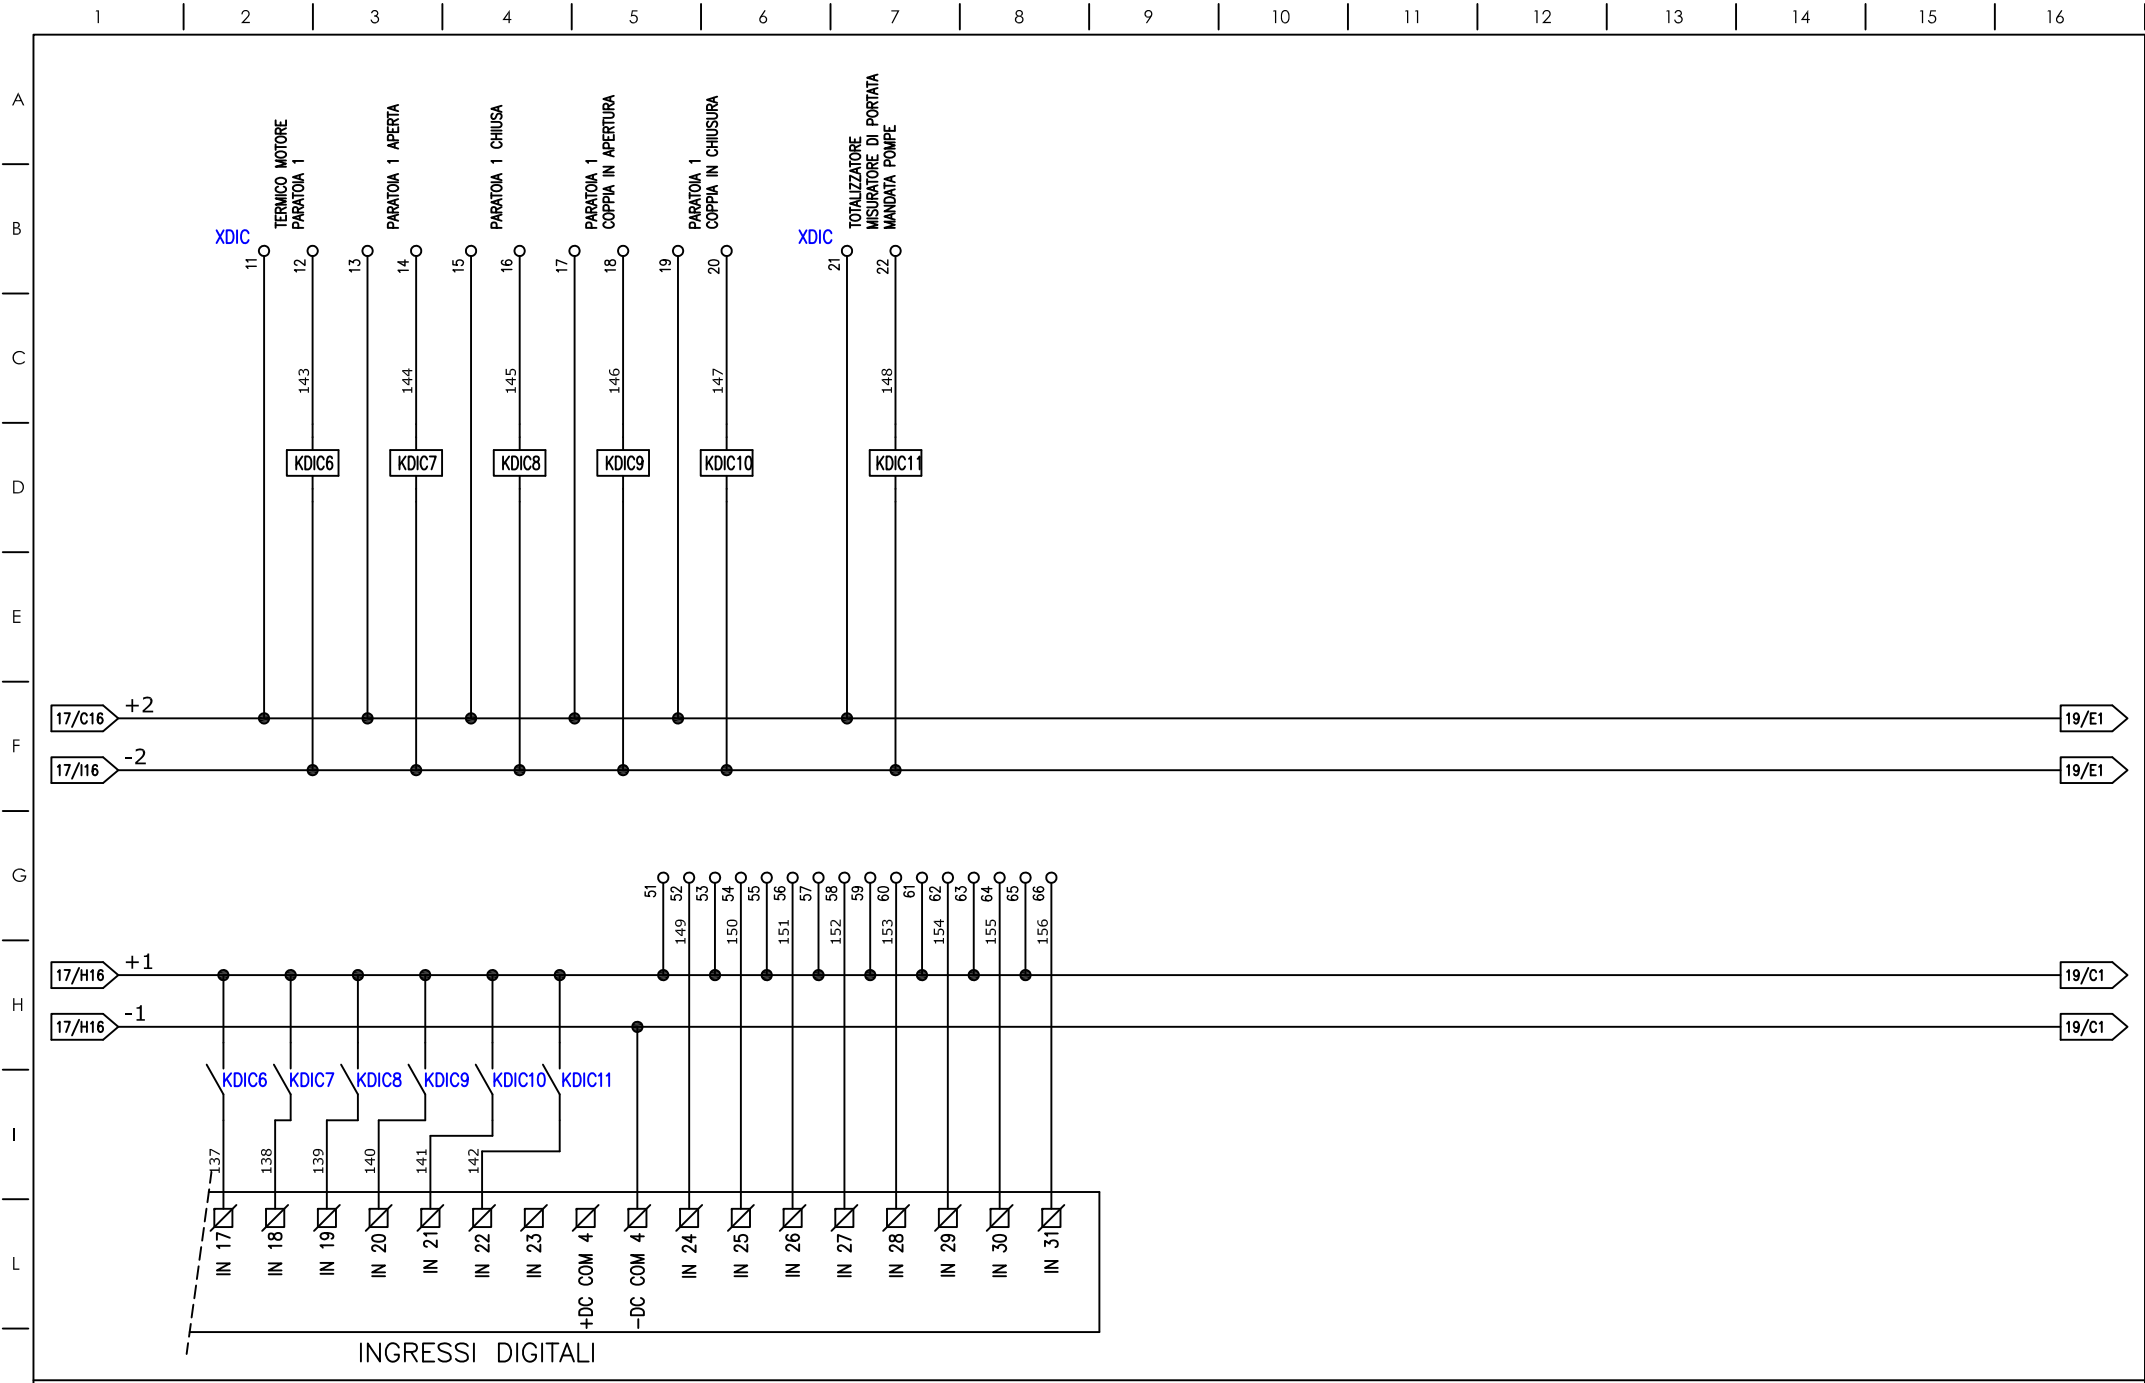 1 2 3 4 5 6 7 8 9 10 11 12 13 14 15 16
A
B
C
D
E
F
G
H
I
L
TERMICO MOTORE
PARATOIA 1
PARATOIA 1 APERTA
PARATOIA 1 CHIUSA
PARATOIA 1
COPPIA IN APERTURA
PARATOIA 1
COPPIA IN CHIUSURA
TOTALIZZATORE
MISURATORE DI PORTATA
MANDATA POMPE
XDIC
XDIC
11 12 13 14 15 16 17 18 19 20 21 22
143 144 145 146 147 148
KDIC6 KDIC7 KDIC8 KDIC9 KDIC10 KDIC11
17/C16 +2 19/E1
17/I16 -2 19/E1
51 52 53 54 55 56 57 58 59 60 61 62 63 64 65 66
149 150 151 152 153 154 155 156
17/H16 +1 19/C1
17/H16 -1 19/C1
KDIC6 KDIC7 KDIC8 KDIC9 KDIC10 KDIC11
137 138 139 140 141 142
IN 17
IN 18
IN 19
IN 20
IN 21
IN 22
IN 23
+DC COM 4
-DC COM 4
IN 24
IN 25
IN 26
IN 27
IN 28
IN 29
IN 30
IN 31
INGRESSI DIGITALI